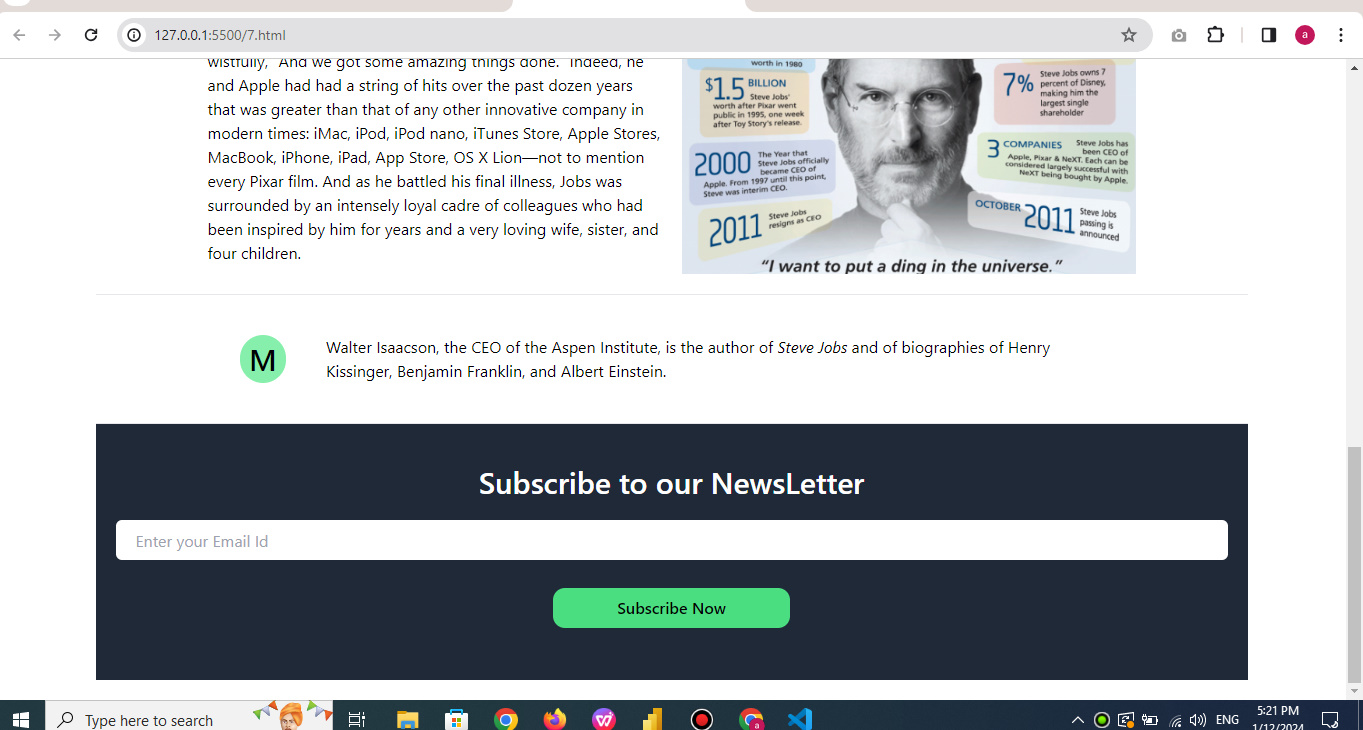 127.0.0.1:5500/7.html
a
wistfully, "And we got some amazing things done." Indeed, he
and Apple had had a string of hits over the past dozen years
that was greater than that of any other innovative company in
modern times: iMac, iPod, iPod nano, iTunes Store, Apple Stores,
MacBook, iPhone, iPad, App Store, OS X Lion—not to mention
every Pixar film. And as he battled his final illness, Jobs was
surrounded by an intensely loyal cadre of colleagues who had
been inspired by him for years and a very loving wife, sister, and
four children.
worth in 1980
$1.5 BILLION
Steve Jobs'
worth after Pixar went
public in 1995, one week
after Toy Story's release.
2000 The Year that
Steve Jobs officially
became CEO of
Apple. From 1997 until this point,
Steve was interim CEO.
2011 Steve Jobs
resigns as CEO
7% Steve Jobs owns 7
percent of Disney,
making him the
largest single
shareholder
3 COMPANIES Steve Jobs has
been CEO of
Apple, Pixar & NeXT. Each can be
considered largely successful with
NeXT being bought by Apple.
OCTOBER 2011 Steve Jobs
passing is
announced
"I want to put a ding in the universe."
M
Walter Isaacson, the CEO of the Aspen Institute, is the author of Steve Jobs and of biographies of Henry
Kissinger, Benjamin Franklin, and Albert Einstein.
Subscribe to our NewsLetter
Enter your Email Id
Subscribe Now
Type here to search
a
ENG
5:21 PM
1/12/2024